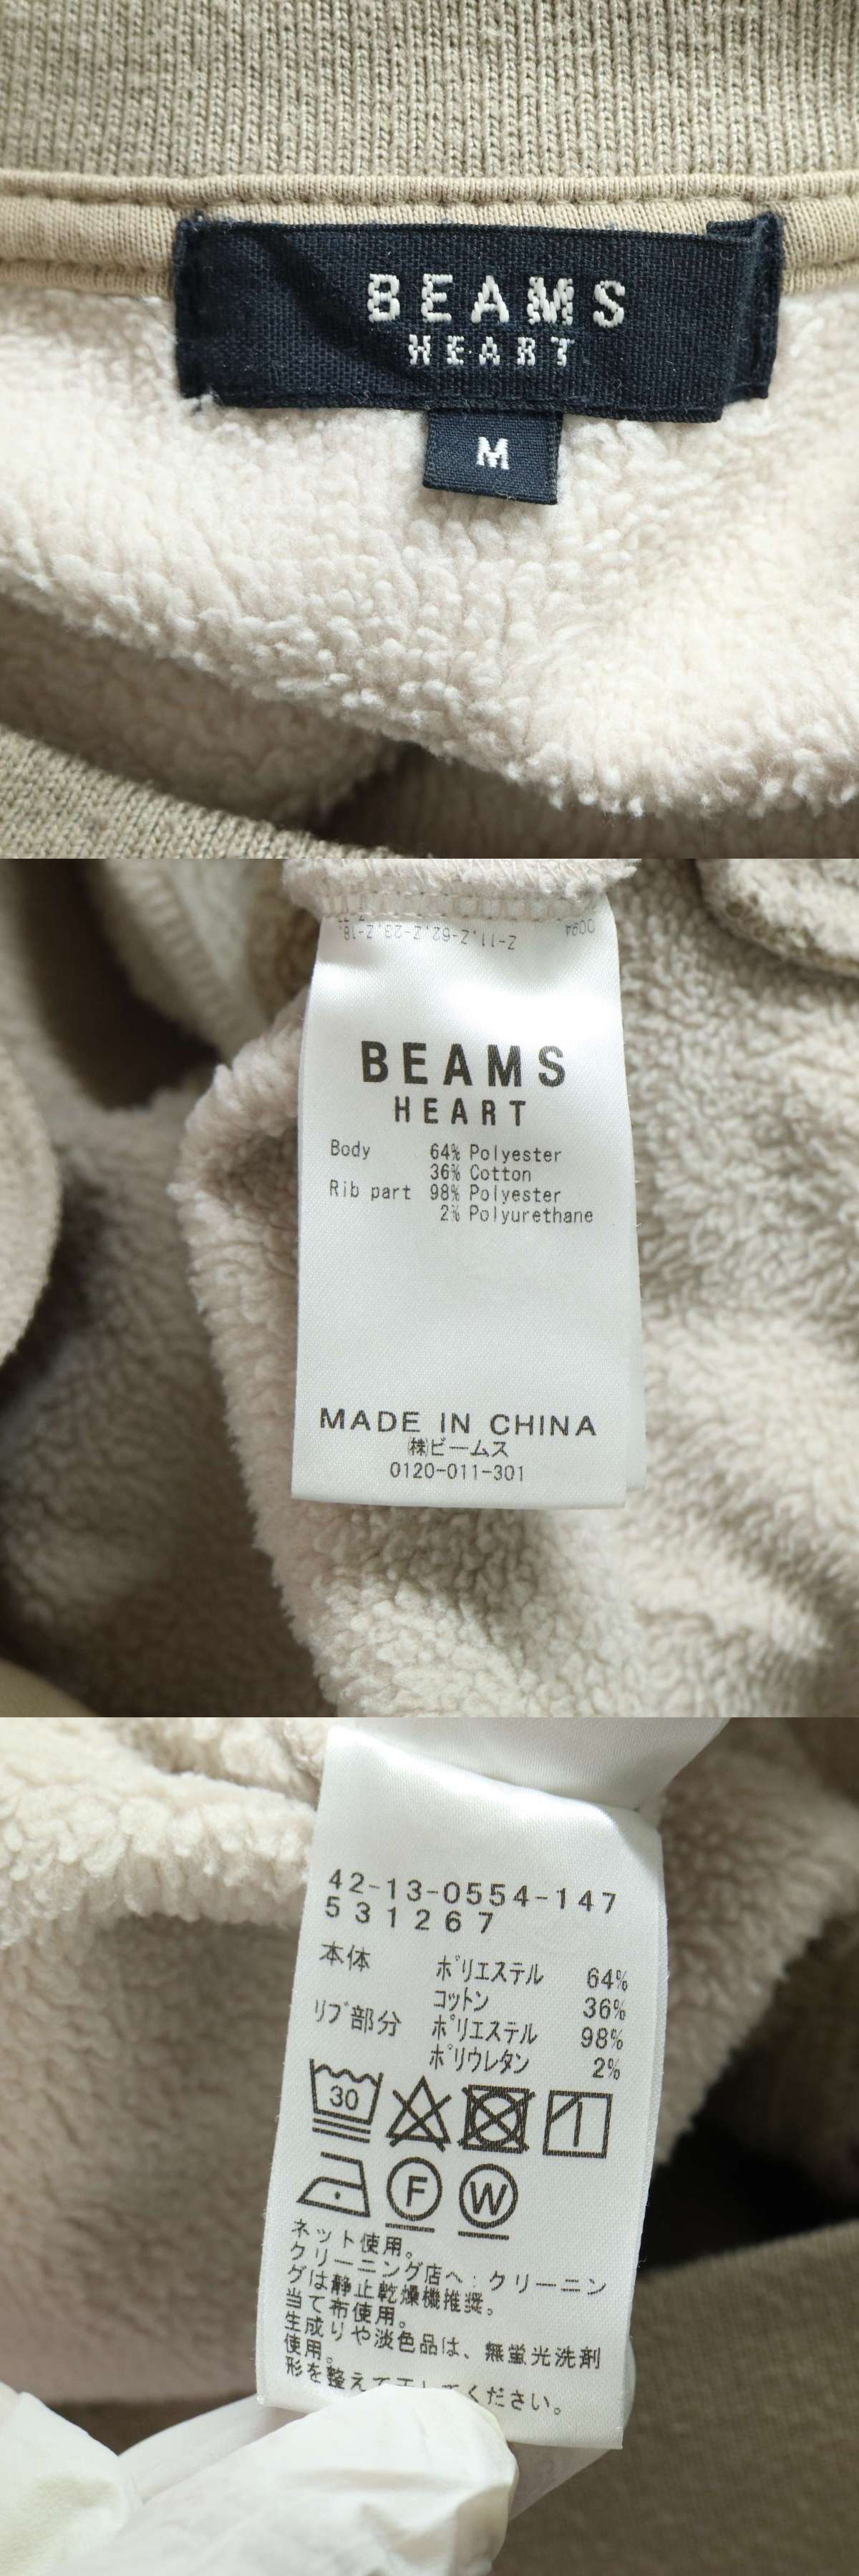 BEAMS
HEART
M
Z-11,Z-62,Z-23,Z-18,
0094
BEAMS
HEART
Body 64% Polyester
36% Cotton
Rib part 98% Polyester
2% Polyurethane
MADE IN CHINA
㈱ビームス
0120-011-301
42-13-0554-147
531267
本体 ポリエステル 64%
コットン 36%
リブ部分 ポリエステル 98%
ポリウレタン 2%
30
F W
ネット使用。
クリーニング店へ:クリーニン
グは静止乾燥機推奨。
当て布使用。
生成りや淡色品は、無蛍光洗剤
使用。
形を整えて干してください。